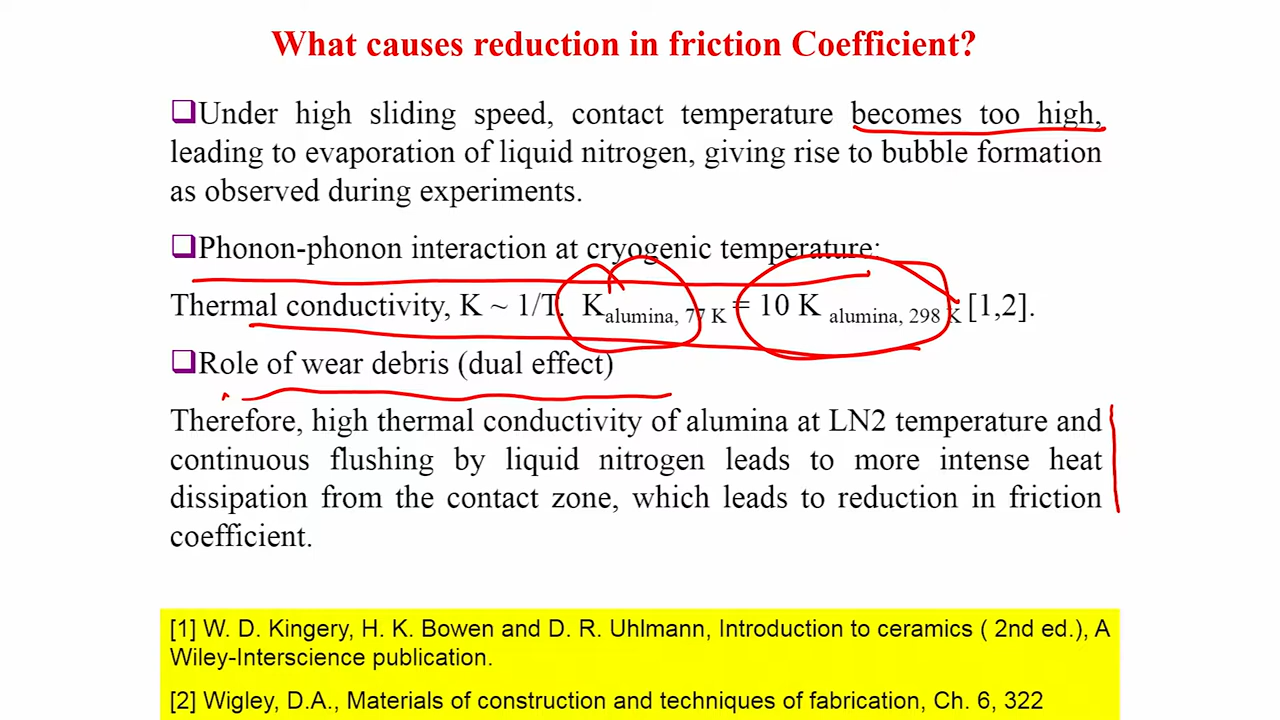 What causes reduction in friction Coefficient?
❑Under high sliding speed, contact temperature becomes too high,
leading to evaporation of liquid nitrogen, giving rise to bubble formation
as observed during experiments.
❑Phonon-phonon interaction at cryogenic temperature:
Thermal conductivity, K ~ 1/T. K alumina, 77 K = 10 K alumina, 298 K [1,2].
❑Role of wear debris (dual effect)
Therefore, high thermal conductivity of alumina at LN2 temperature and
continuous flushing by liquid nitrogen leads to more intense heat
dissipation from the contact zone, which leads to reduction in friction
coefficient.
[1] W. D. Kingery, H. K. Bowen and D. R. Uhlmann, Introduction to ceramics ( 2nd ed.), A
Wiley-Interscience publication.
[2] Wigley, D.A., Materials of construction and techniques of fabrication, Ch. 6, 322